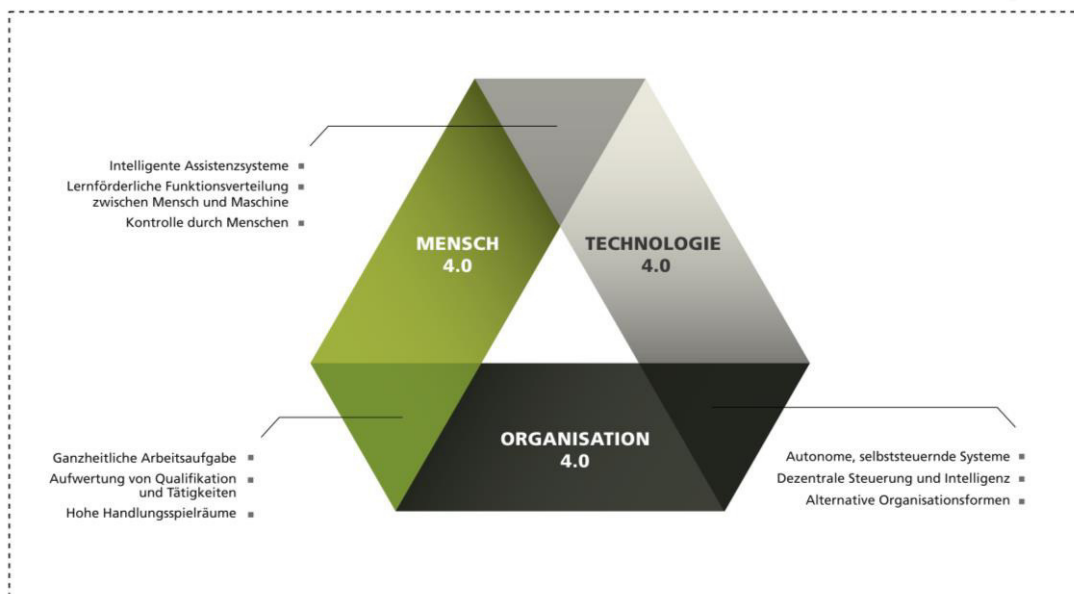 Intelligente Assistenzsysteme
Lernförderliche Funktionsverteilung
zwischen Mensch und Maschine
Kontrolle durch Menschen
MENSCH
4.0
TECHNOLOGIE
4.0
ORGANISATION
4.0
Ganzheitliche Arbeitsaufgabe
Aufwertung von Qualifikation
und Tätigkeiten
Hohe Handlungsspielräume
Autonome, selbststeuernde Systeme
Dezentrale Steuerung und Intelligenz
Alternative Organisationsformen